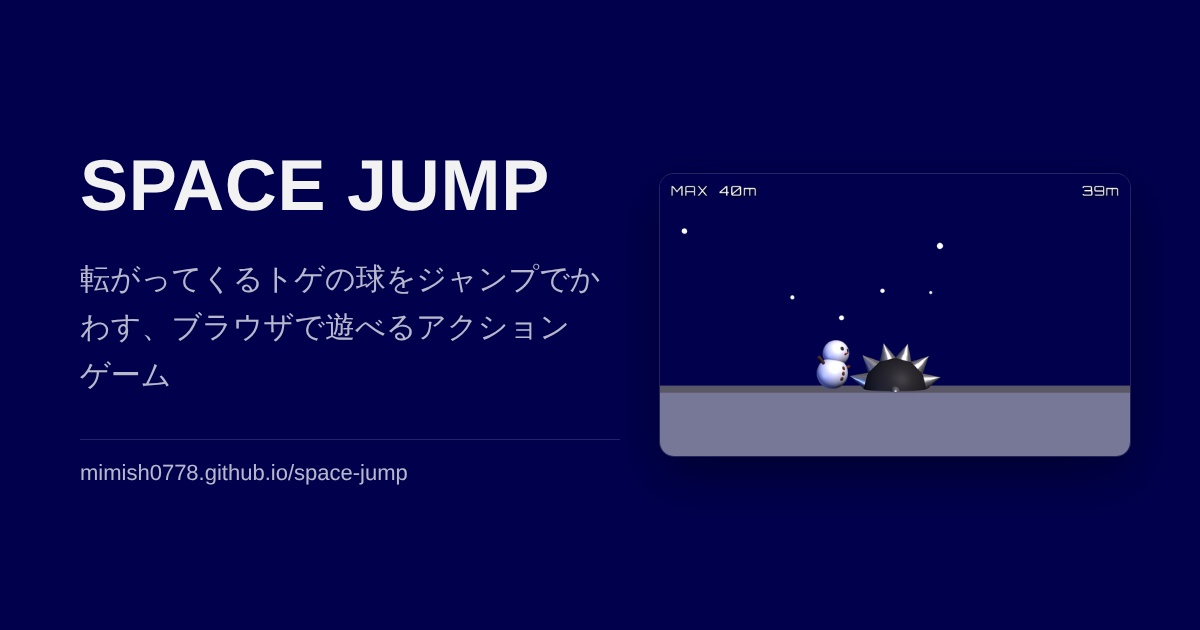 SPACE JUMP
転がってくるトゲの球をジャンプでか
わす、ブラウザで遊べるアクション
ゲーム
mimish0778.github.io/space-jump
MAX 40m
39m